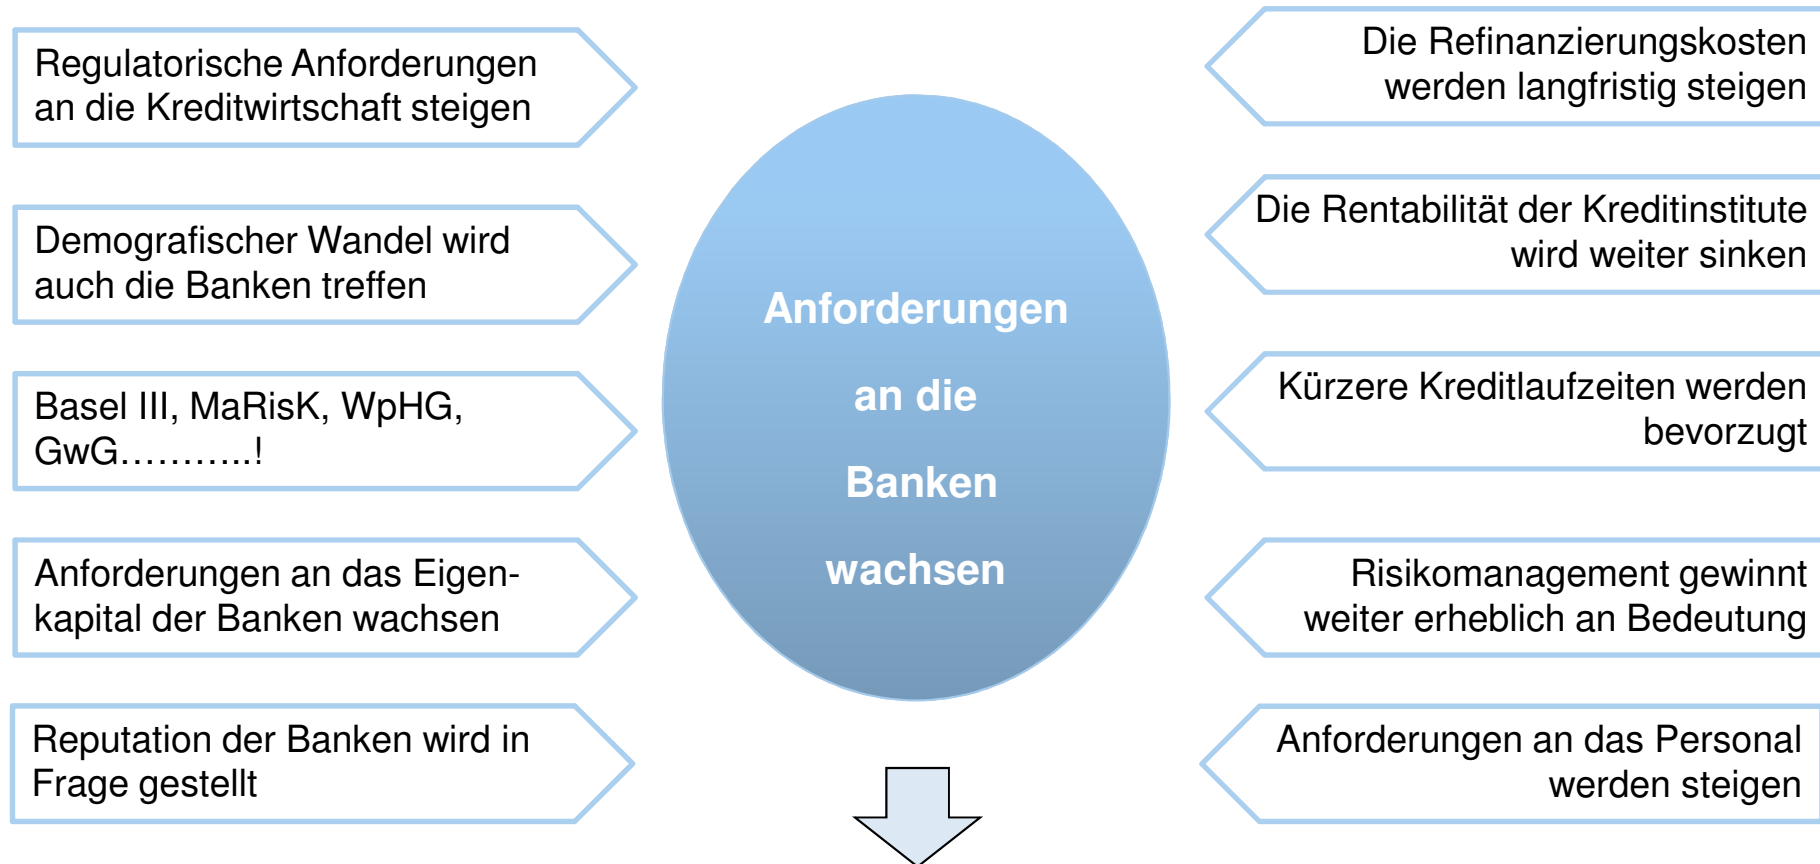 Regulatorische Anforderungen
an die Kreditwirtschaft steigen
Demografischer Wandel wird
auch die Banken treffen
Basel III, MaRisK, WpHG,
GwG………..!
Anforderungen an das Eigen-
kapital der Banken wachsen
Reputation der Banken wird in
Frage gestellt
Anforderungen
an die
Banken
wachsen
Die Refinanzierungskosten
werden langfristig steigen
Die Rentabilität der Kreditinstitute
wird weiter sinken
Kürzere Kreditlaufzeiten werden
bevorzugt
Risikomanagement gewinnt
weiter erheblich an Bedeutung
Anforderungen an das Personal
werden steigen